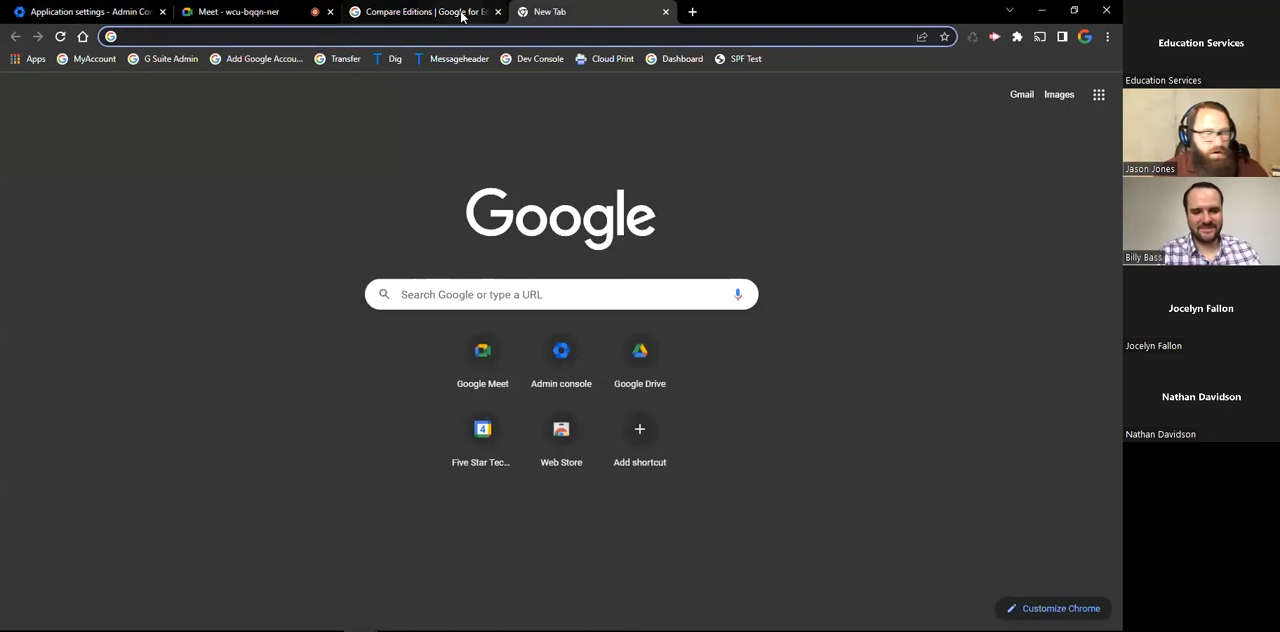 Application settings - Admin Co
Meet - wcu-bqqn-ner
Compare Editions | Google for E
New Tab
Apps
MyAccount
G Suite Admin
Add Google Accou...
Transfer
Dig
Messageheader
Dev Console
Cloud Print
Dashboard
SPF Test
Gmail
Images
Google
Search Google or type a URL
Google Meet
Admin console
Google Drive
4
Five Star Tec...
Web Store
Add shortcut
Customize Chrome
Education Services
Education Services
Jason Jones
Billy Bass
Jocelyn Fallon
Jocelyn Fallon
Nathan Davidson
Nathan Davidson